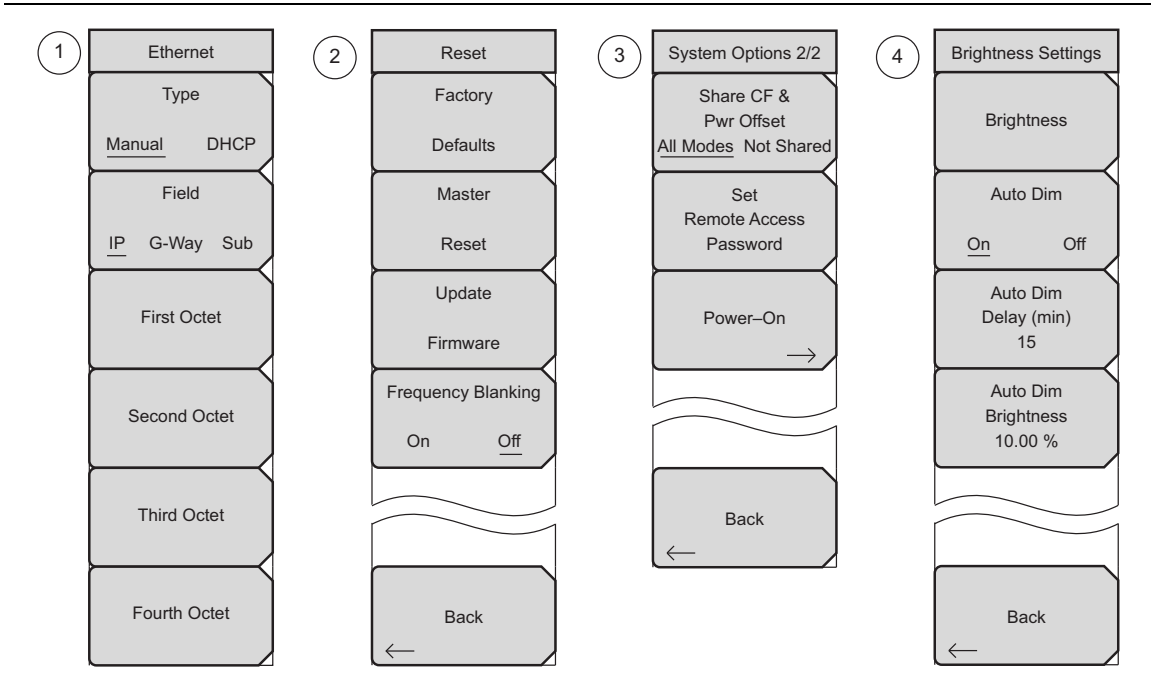 1
Ethernet
Type
Manual DHCP
Field
IP G-Way Sub
First Octet
Second Octet
Third Octet
Fourth Octet
2
Reset
Factory
Defaults
Master
Reset
Update
Firmware
Frequency Blanking
On Off
Back
3
System Options 2/2
Share CF &
Pwr Offset
All Modes Not Shared
Set
Remote Access
Password
Power–On
Back
4
Brightness Settings
Brightness
Auto Dim
On Off
Auto Dim
Delay (min)
15
Auto Dim
Brightness
10.00 %
Back